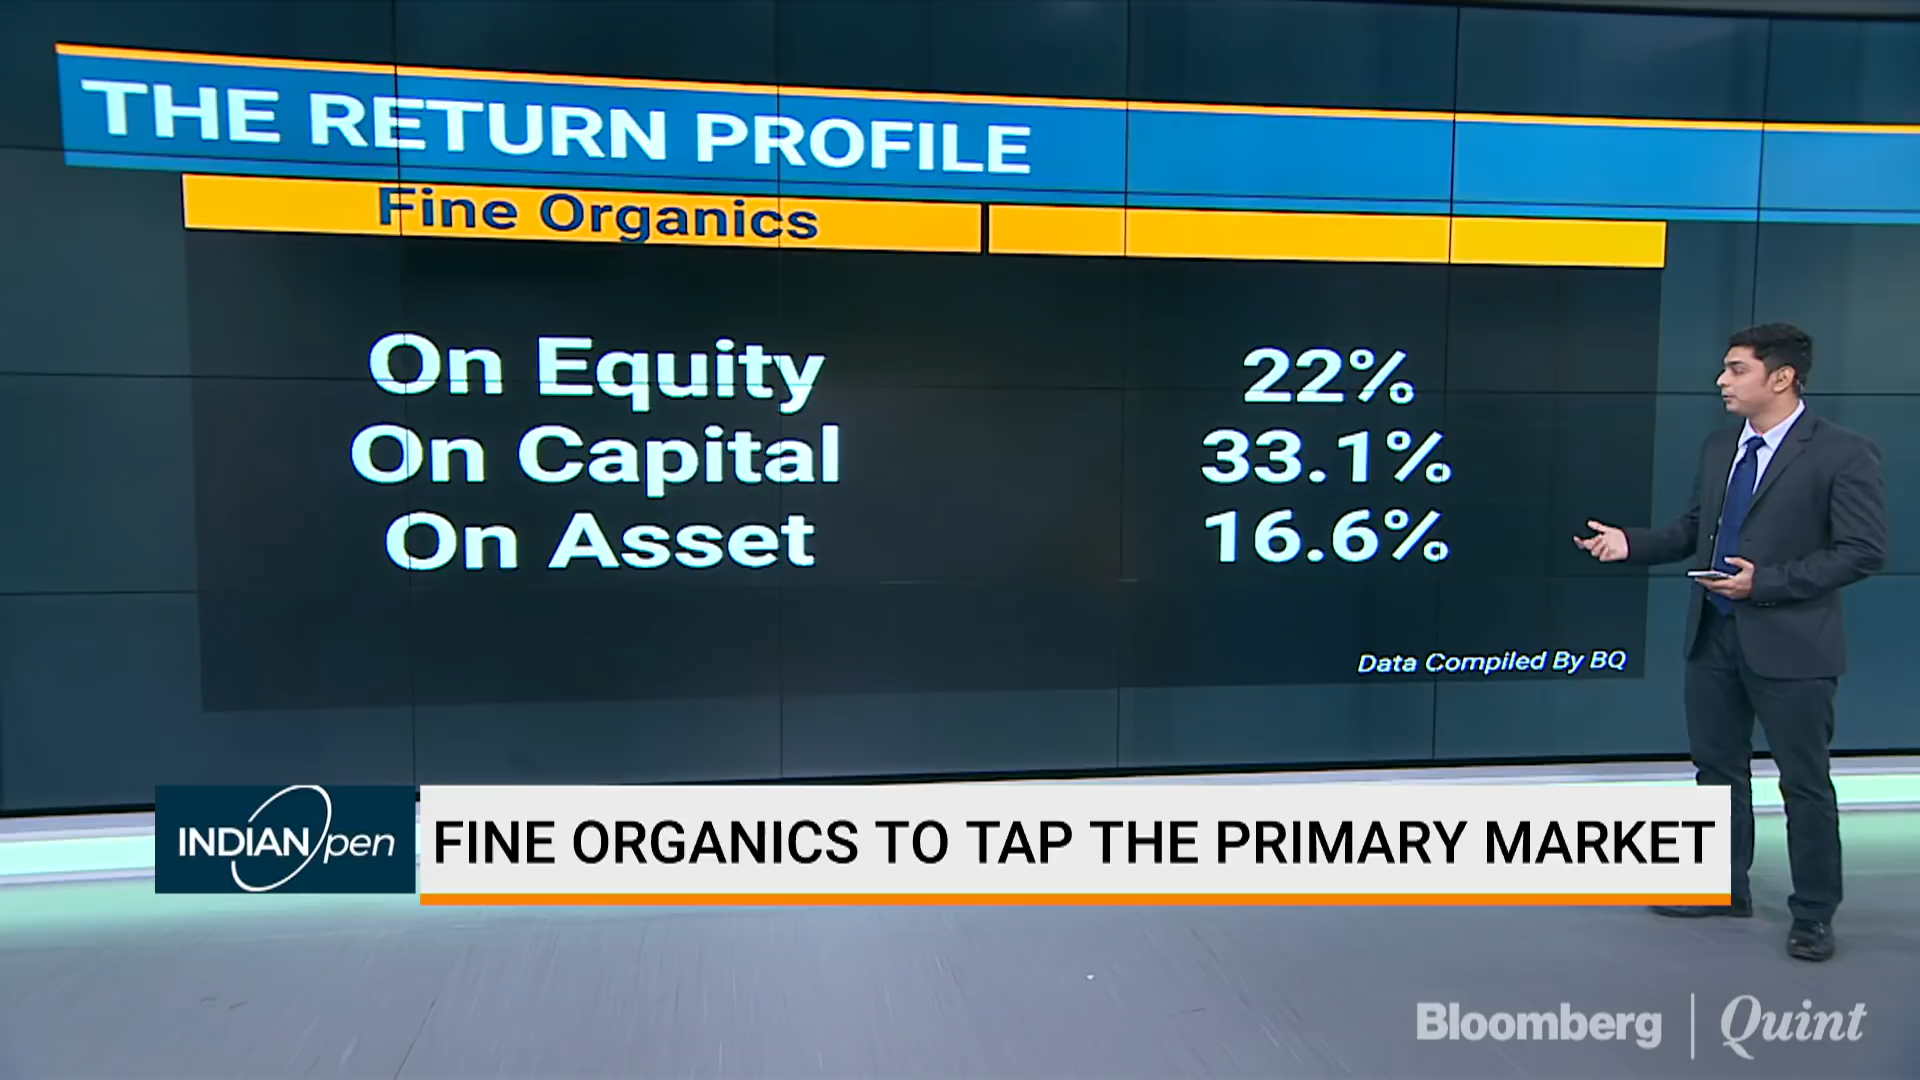 THE RETURN PROFILE
Fine Organics
On Equity 22%
On Capital 33.1%
On Asset 16.6%
Data Compiled By BQ
INDIAN Open
FINE ORGANICS TO TAP THE PRIMARY MARKET
Bloomberg | Quint